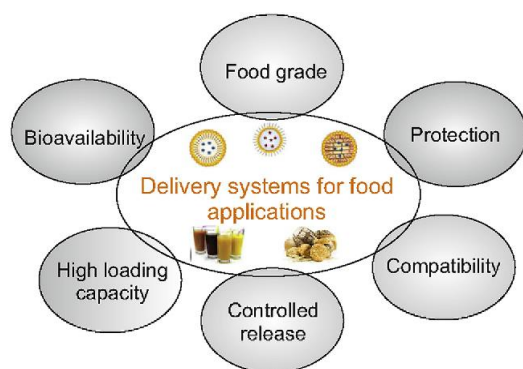 Food grade
Bioavailability
Protection
Delivery systems for food
applications
High loading
capacity
Compatibility
Controlled
release